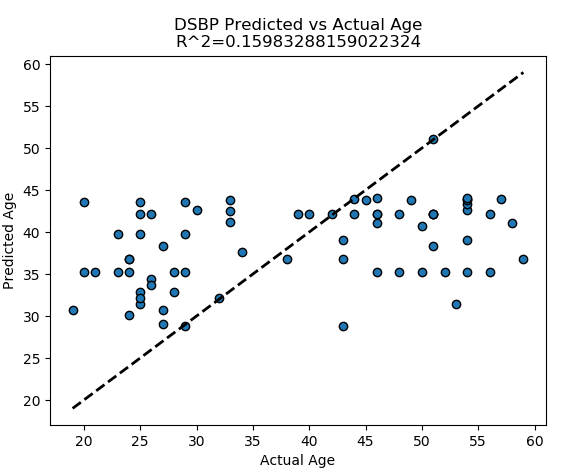 DSBP Predicted vs Actual Age
R^2=0.15983288159022324
60
55
50
45
40
35
30
25
20
Predicted Age
20 25 30 35 40 45 50 55 60
Actual Age